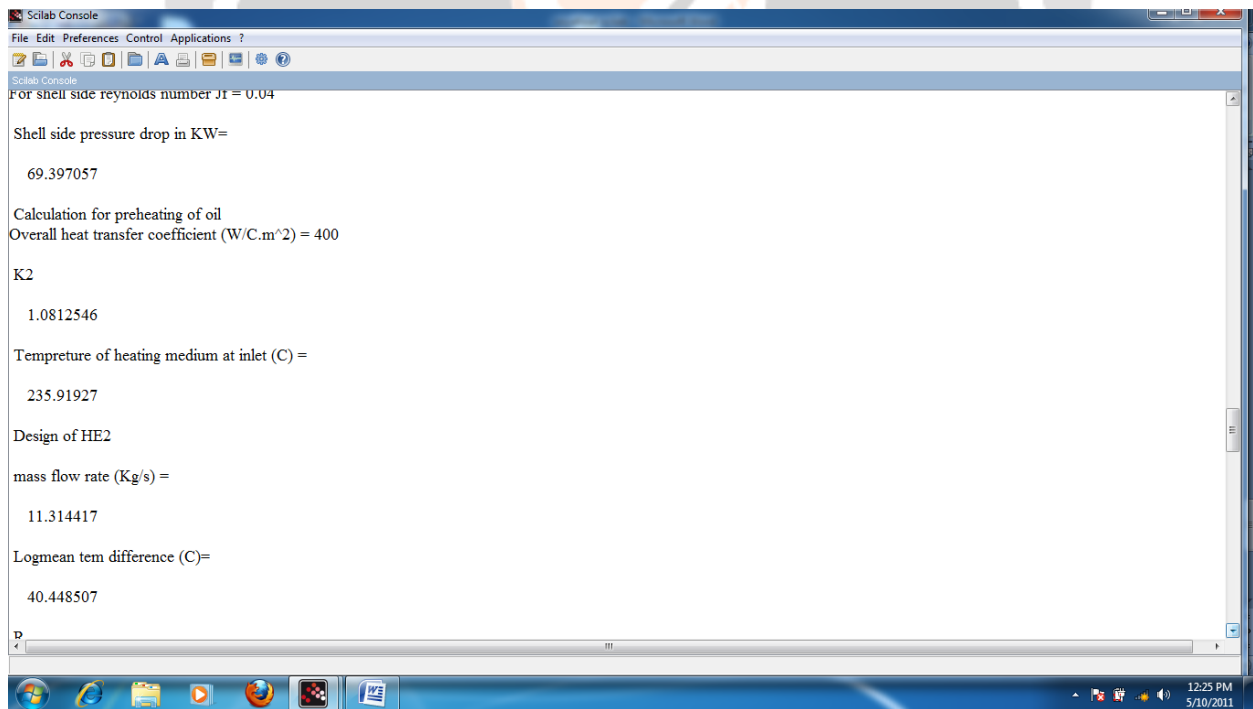 Scilab Console
File Edit Preferences Control Applications ?
Scilab Console
For shell side reynolds number Jf = 0.04
Shell side pressure drop in KW=
69.397057
Calculation for preheating of oil
Overall heat transfer coefficient (W/C.m^2) = 400
K2
1.0812546
Tempreture of heating medium at inlet (C) =
235.91927
Design of HE2
mass flow rate (Kg/s) =
11.314417
Logmean tem difference (C)=
40.448507
12:25 PM
5/10/2011